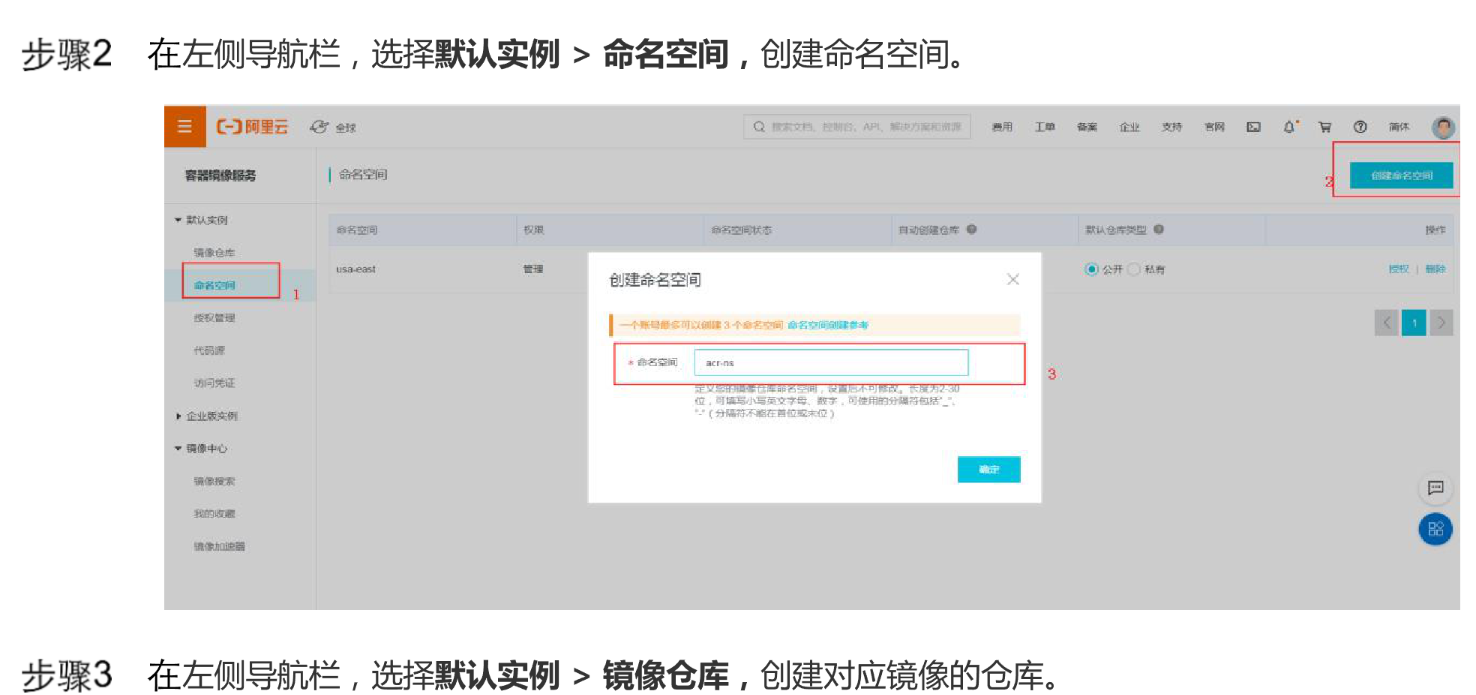 步骤2 在左侧导航栏，选择默认实例 > 命名空间，创建命名空间。
阿里云 全球 搜索文档、控制台、API、解决方案和资源 费用 工单 备案 企业 支持 官网 简体
容器镜像服务 命名空间 2 创建命名空间
默认实例
命名空间 权限 命名空间状态 自动创建仓库 默认仓库类型 操作
镜像仓库
usa-east 管理 公开 私有 授权 | 删除
命名空间 1
创建命名空间
授权管理
一个账号最多可以创建 3 个命名空间 命名空间创建参考
1
代码源
* 命名空间 acr-ns 3
访问凭证
定义您的镜像仓库命名空间，设置后不可修改。长度为2-30
位，可填写小写英文字母、数字，可使用的分隔符包括"_"、
"-"（分隔符不能在首位或末位）
企业版实例
镜像中心
确定
镜像搜索
我的收藏
镜像加速器
步骤3 在左侧导航栏，选择默认实例 > 镜像仓库，创建对应镜像的仓库。